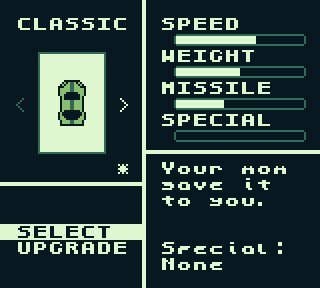 CLASSIC
SPEED
WEIGHT
MISSILE
SPECIAL
*
SELECT
UPGRADE
Your mom
gave it
to you.
Special:
None